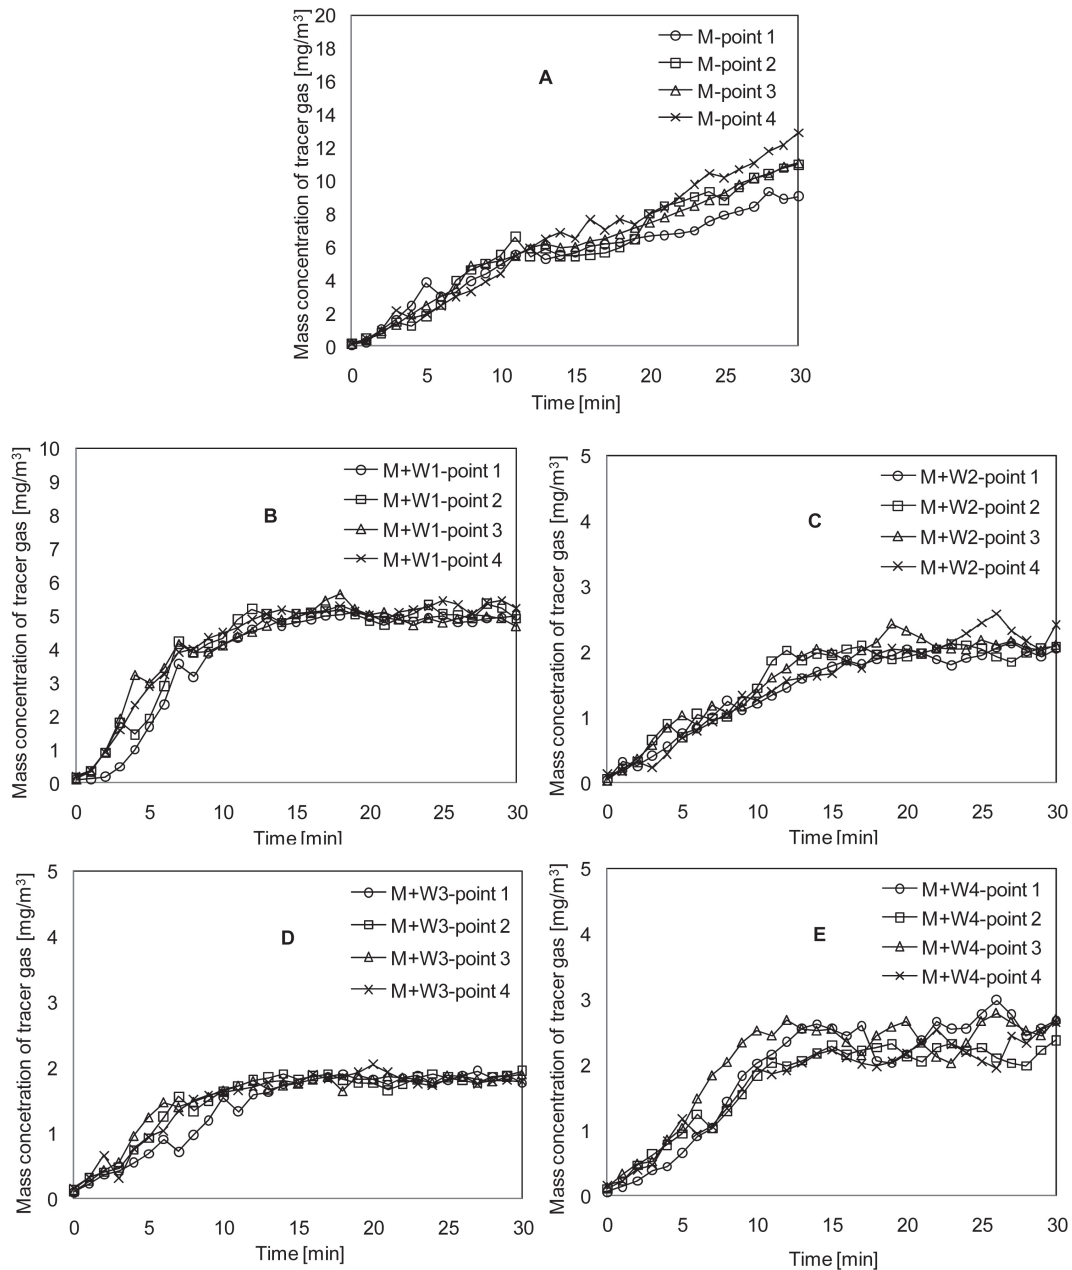 Mass concentration of tracer gas [mg/m³]
20
18
16
14
12
10
8
6
4
2
0
A
M-point 1
M-point 2
M-point 3
M-point 4
0 5 10 15 20 25 30
Time [min]
Mass concentration of tracer gas [mg/m³]
10
9
8
7
6
5
4
3
2
1
0
B
M+W1-point 1
M+W1-point 2
M+W1-point 3
M+W1-point 4
0 5 10 15 20 25 30
Time [min]
Mass concetration of tracer gas [mg/m³]
5
4
3
2
1
0
C
M+W2-point 1
M+W2-point 2
M+W2-point 3
M+W2-point 4
0 5 10 15 20 25 30
Time [min]
Mass concetration of tracer gas [mg/m³]
5
4
3
2
1
0
D
M+W3-point 1
M+W3-point 2
M+W3-point 3
M+W3-point 4
0 5 10 15 20 25 30
Time [min]
Mass concentration of tracer gas [mg/m³]
5
4
3
2
1
0
E
M+W4-point 1
M+W4-point 2
M+W4-point 3
M+W4-point 4
0 5 10 15 20 25 30
Time [min]